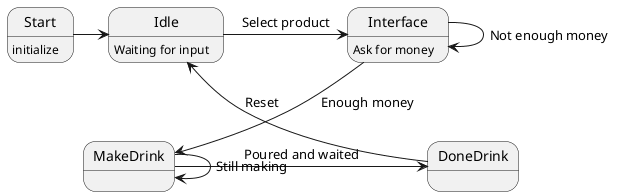 Start
initialize
Idle
Waiting for input
Select product
Interface
Ask for money
Not enough money
Reset
Enough money
MakeDrink
Poured and waited
Still making
DoneDrink